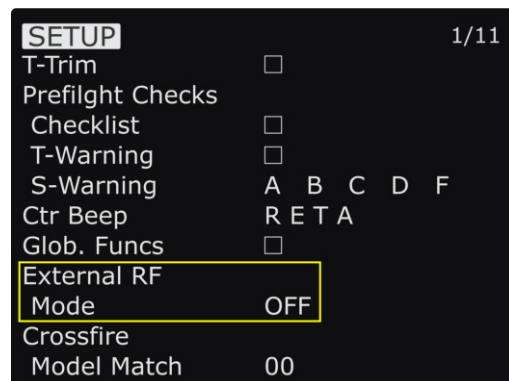 SETUP 1/11
T-Trim
Prefilght Checks
Checklist
T-Warning
S-Warning A B C D F
Ctr Beep R E T A
Glob. Funcs
External RF
Mode OFF
Crossfire
Model Match 00